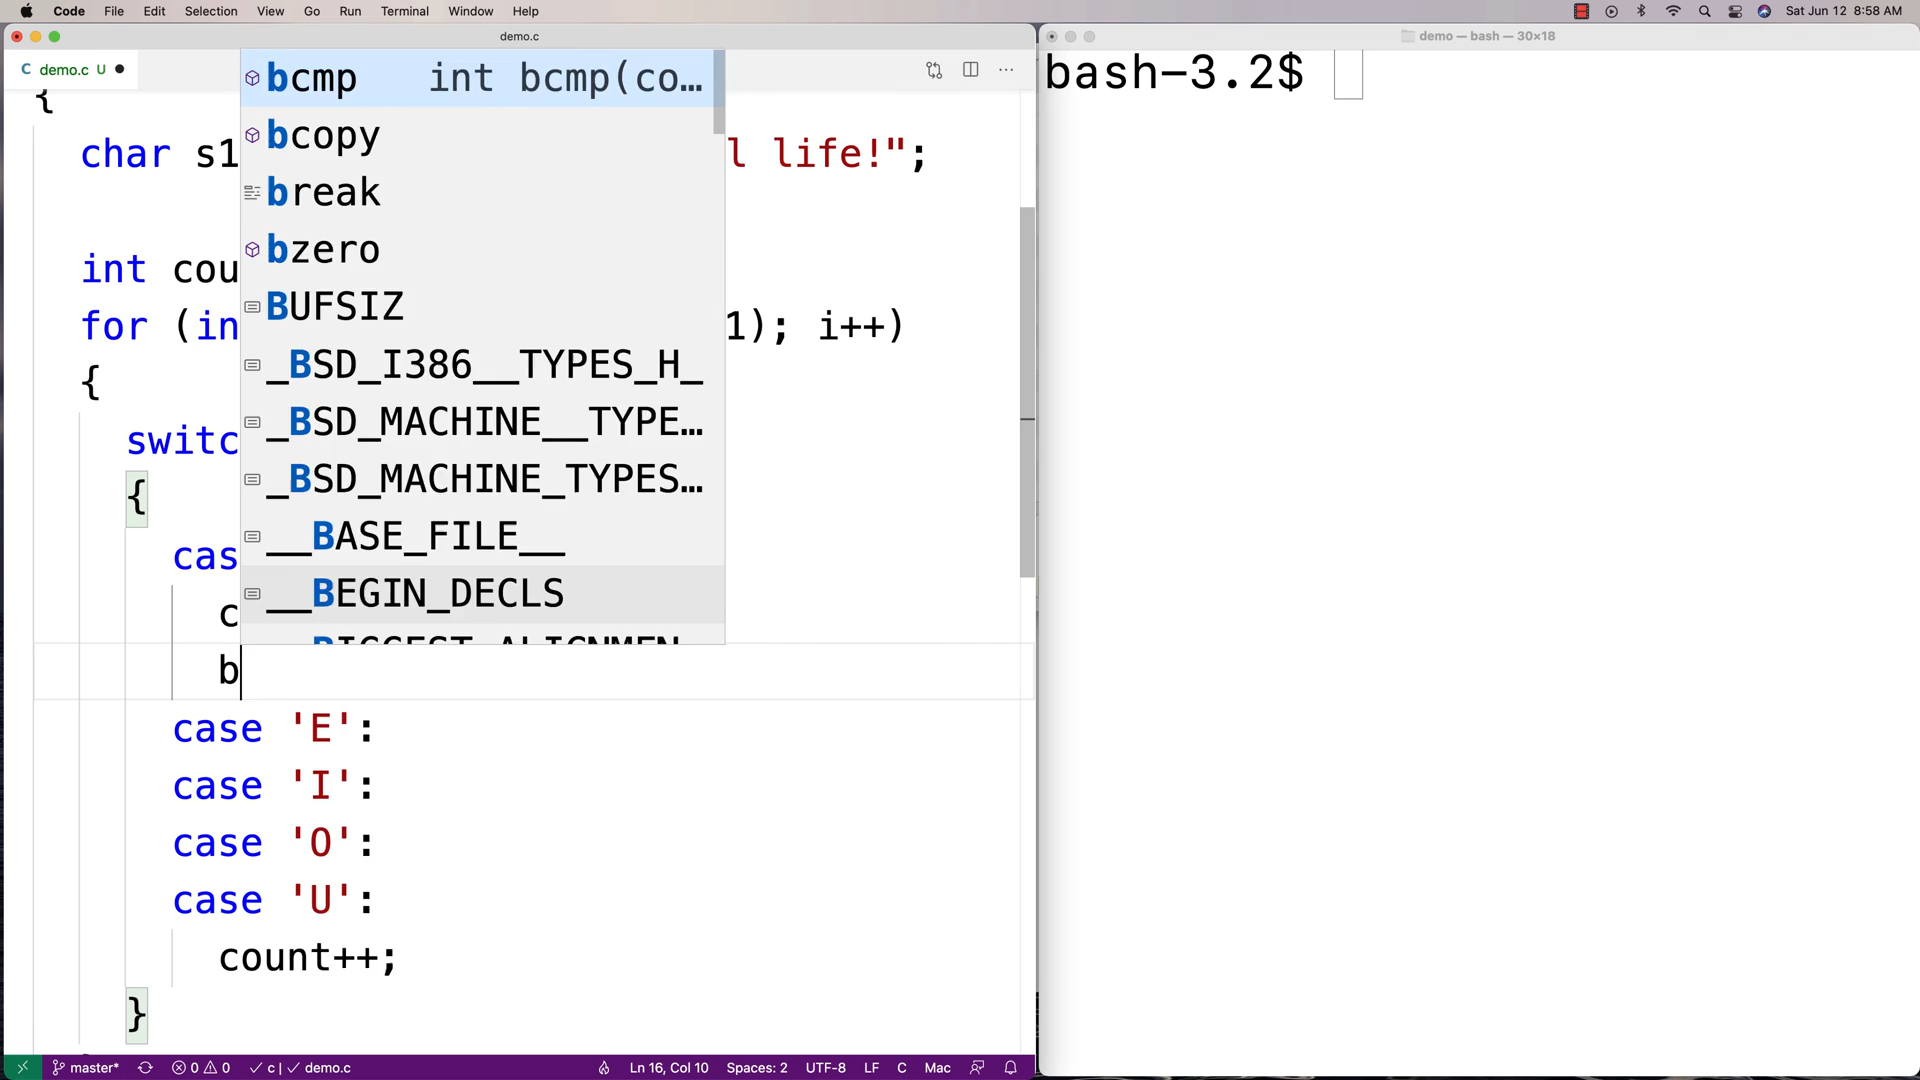 Code File Edit Selection View Go Run Terminal Window Help Sat Jun 12 8:58 AM
demo.c
demo — bash — 30×18
C demo.c U
bash-3.2$
bcmp int bcmp(co…
bcopy
break
bzero
BUFSIZ
_BSD_I386__TYPES_H_
_BSD_MACHINE__TYPE…
_BSD_MACHINE_TYPES…
__BASE_FILE__
__BEGIN_DECLS
{
char s1 l life!";
int cou
for (in 1); i++)
{
switc
{
cas
c
b
case 'E':
case 'I':
case 'O':
case 'U':
count++;
}
master* 0 0 c | demo.c Ln 16, Col 10 Spaces: 2 UTF-8 LF C Mac